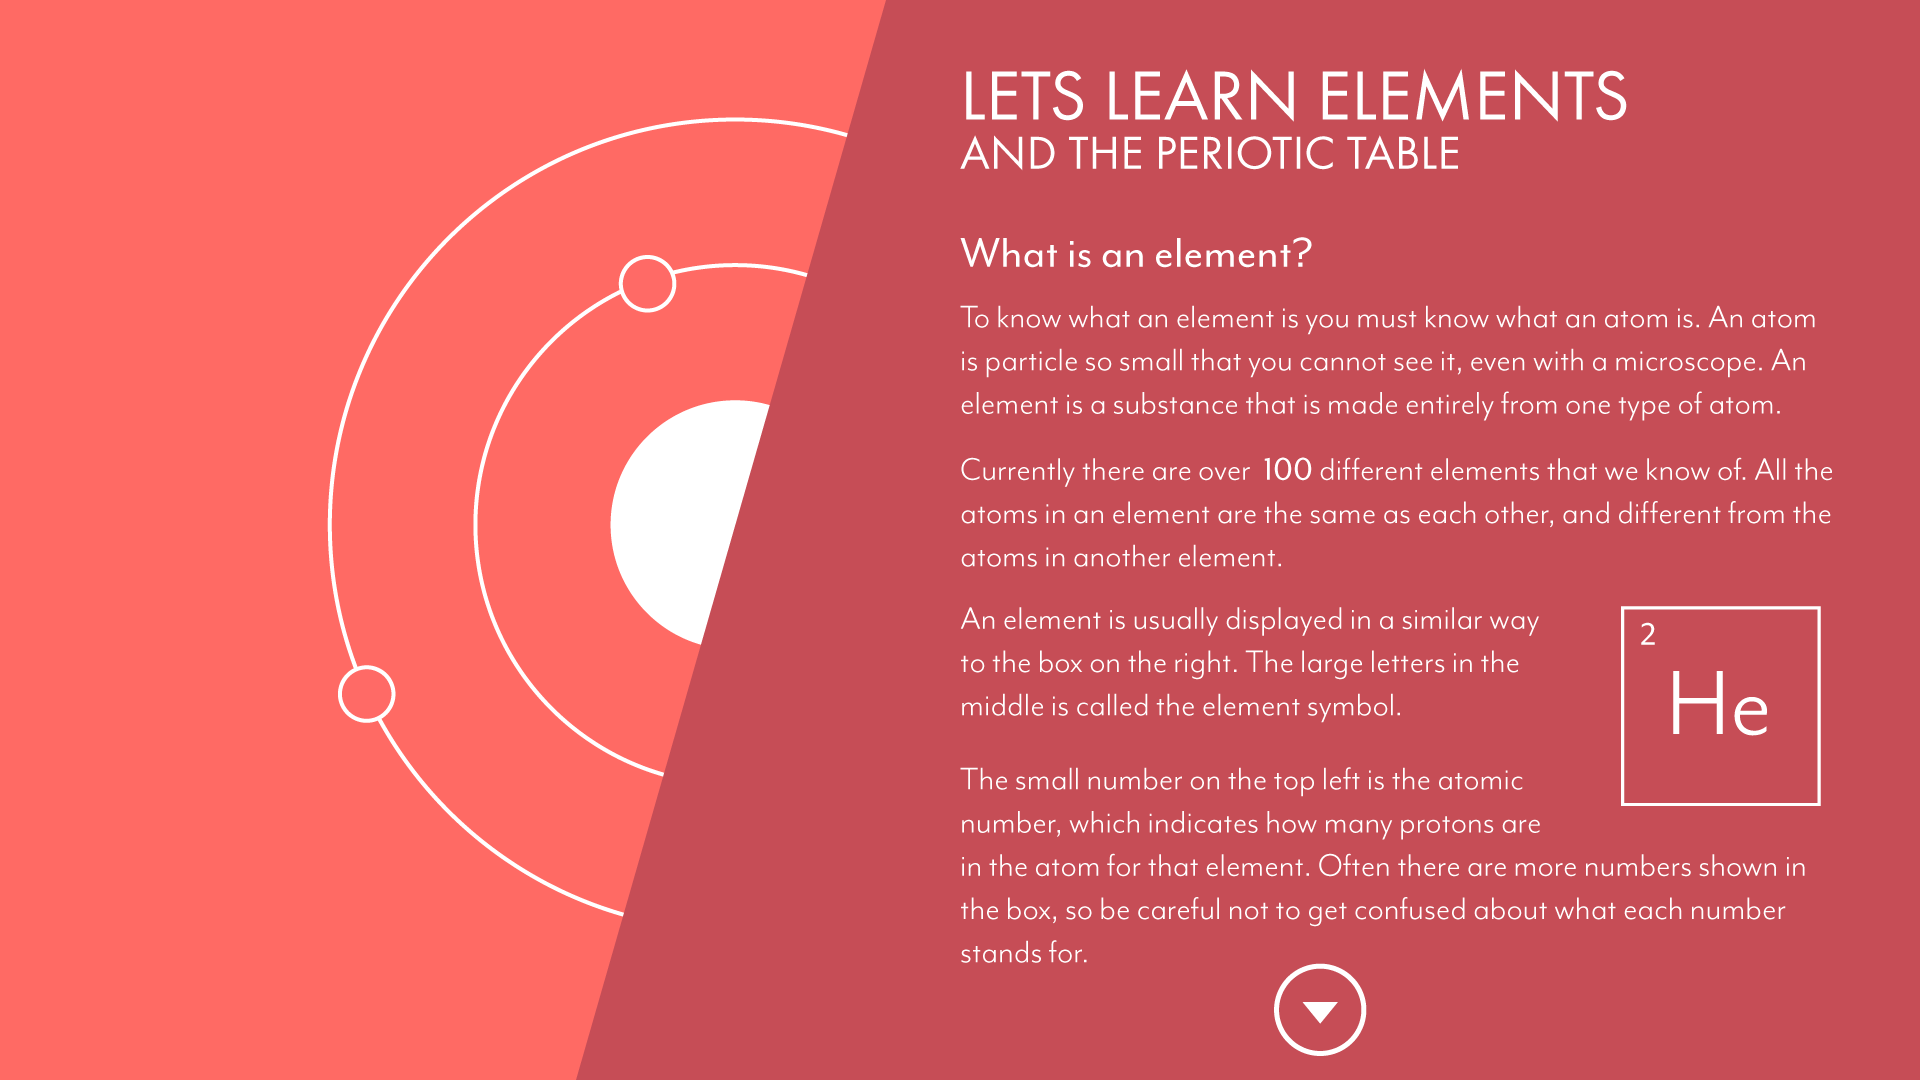 LETS LEARN ELEMENTS
AND THE PERIOTIC TABLE
What is an element?
To know what an element is you must know what an atom is. An atom
is particle so small that you cannot see it, even with a microscope. An
element is a substance that is made entirely from one type of atom.
Currently there are over 100 different elements that we know of. All the
atoms in an element are the same as each other, and different from the
atoms in another element.
An element is usually displayed in a similar way
to the box on the right. The large letters in the
middle is called the element symbol.
2
He
The small number on the top left is the atomic
number, which indicates how many protons are
in the atom for that element. Often there are more numbers shown in
the box, so be careful not to get confused about what each number
stands for.